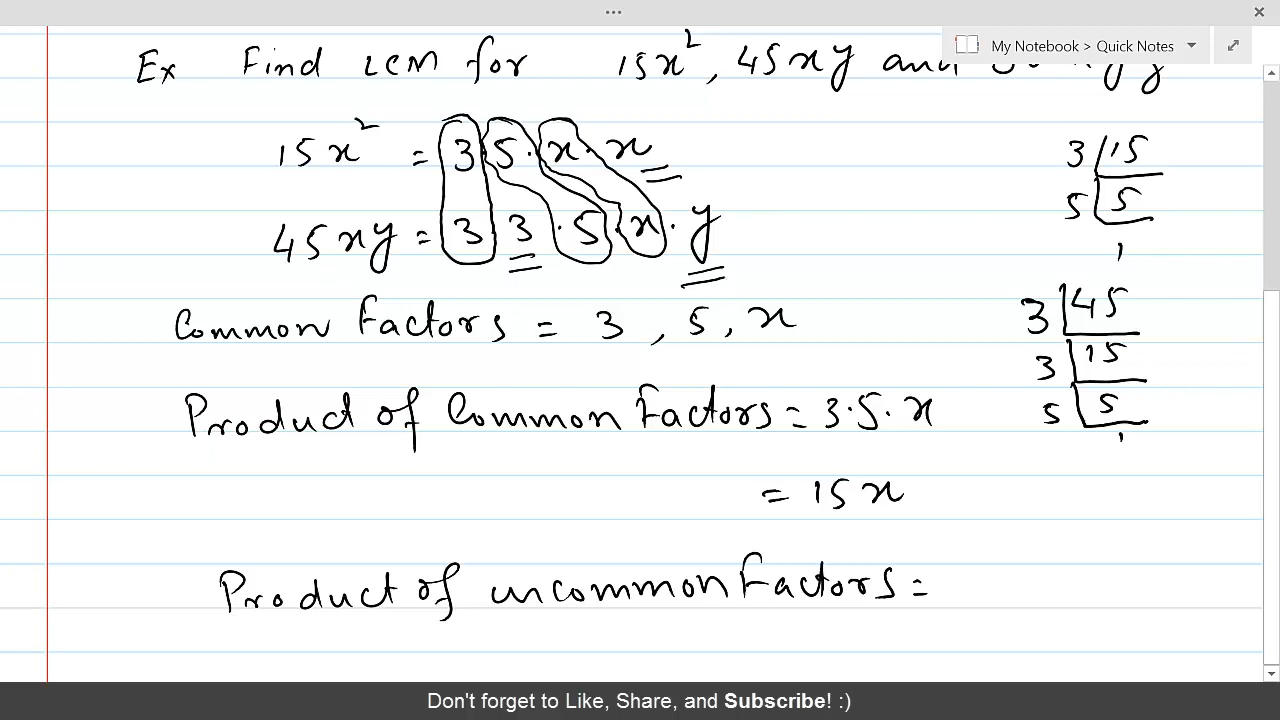 ...
My Notebook > Quick Notes
Ex Find LCM for 15x², 45xy and
15x² = 3 5·x·x
45xy = 3 3·5·x·y
Common Factors = 3, 5, x
Product of Common Factors = 3·5·x
= 15x
Product of uncommon Factors =
3 15
5 5
1
3 45
3 15
5 5
1
Don't forget to Like, Share, and Subscribe! :)